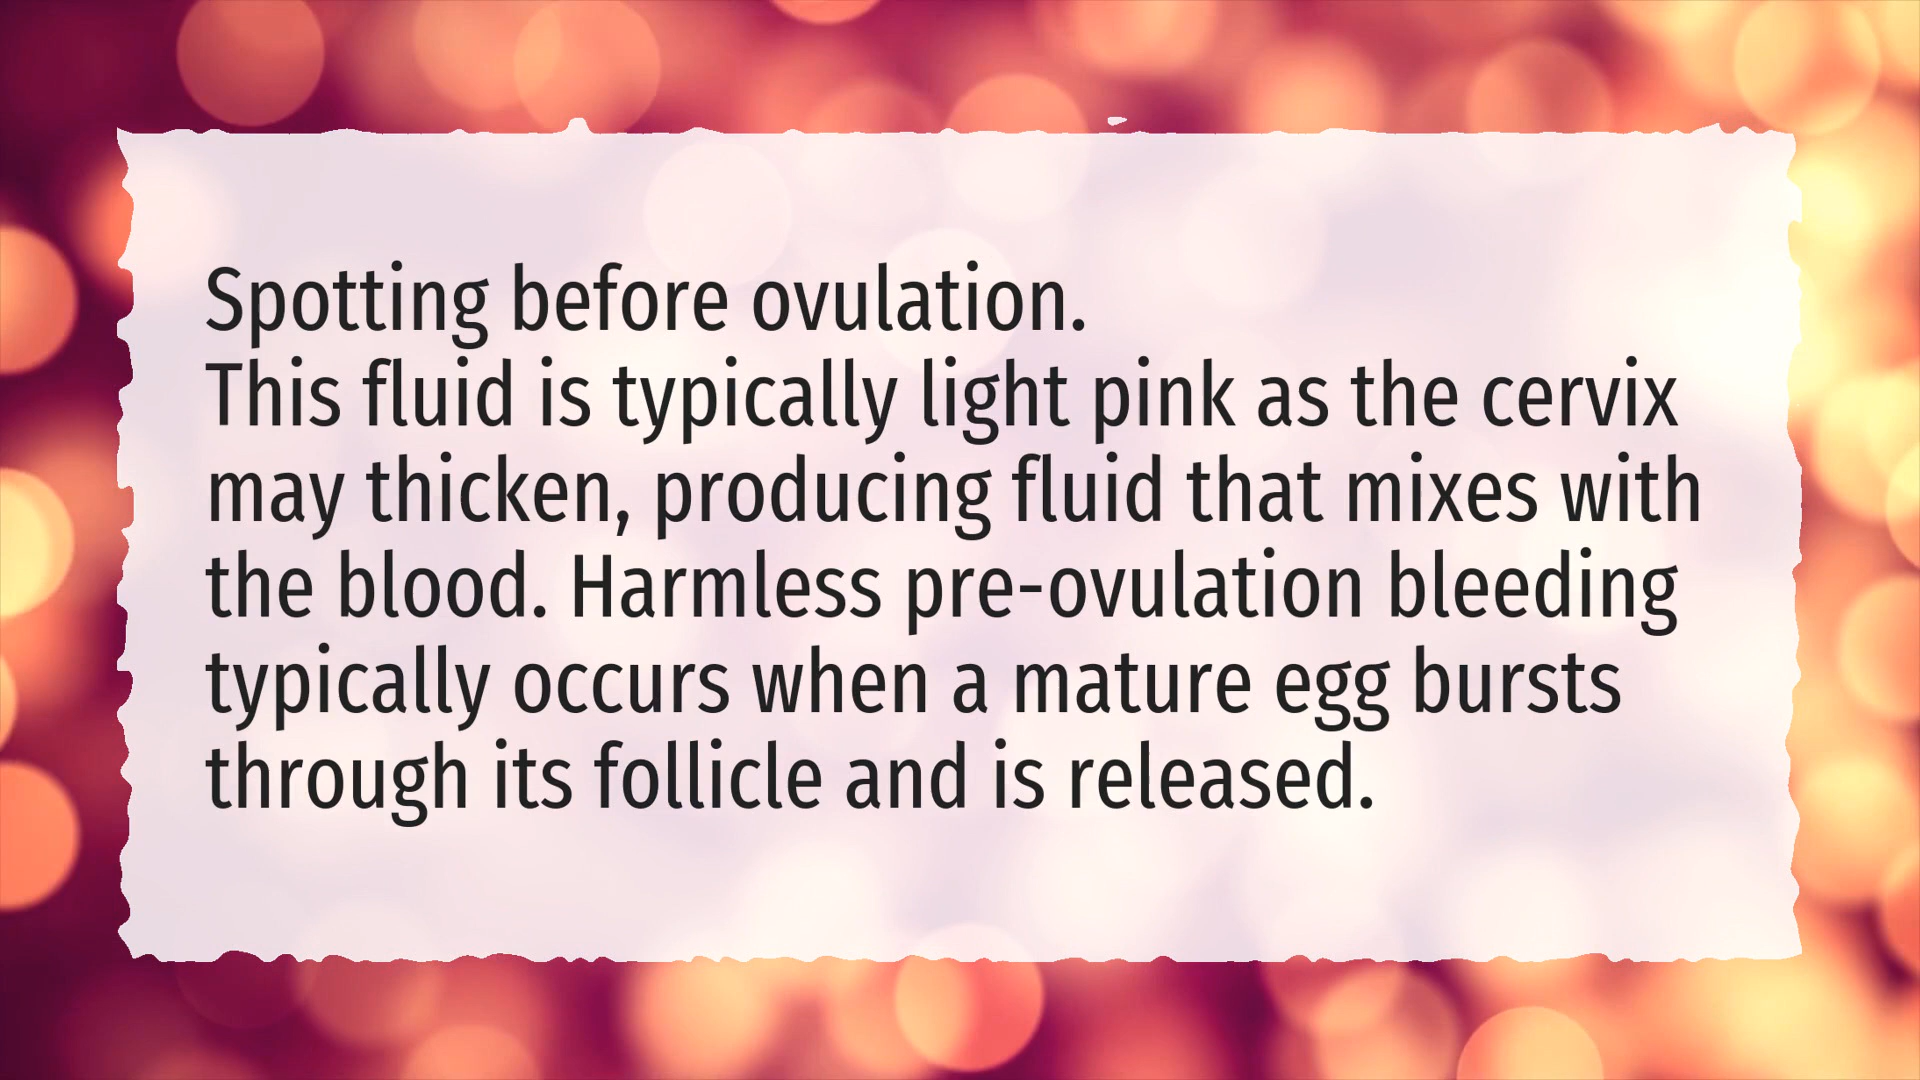 Spotting before ovulation.
This fluid is typically light pink as the cervix
may thicken, producing fluid that mixes with
the blood. Harmless pre-ovulation bleeding
typically occurs when a mature egg bursts
through its follicle and is released.